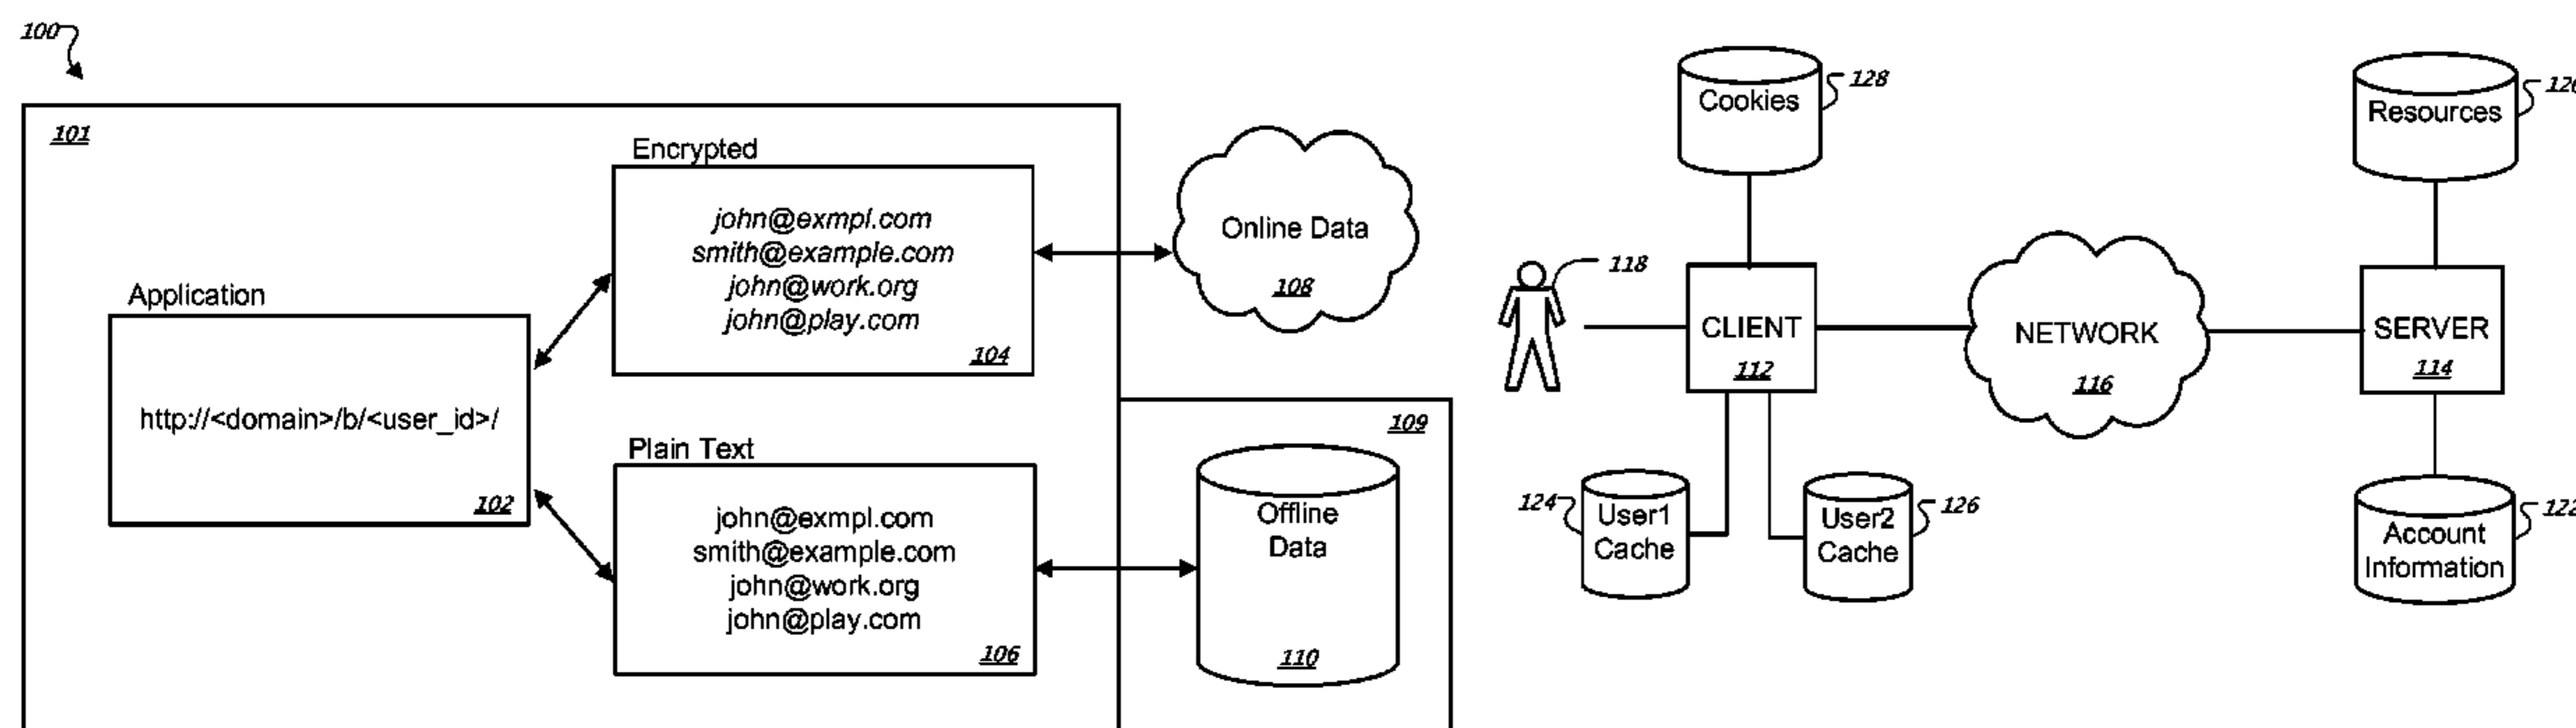 100
101
Application
http://<domain>/b/<user_id>/
102
Encrypted
john@exmpl.com
smith@example.com
john@work.org
john@play.com
104
Plain Text
john@exmpl.com
smith@example.com
john@work.org
john@play.com
106
Online Data
108
109
Offline
Data
110
Cookies
128
118
CLIENT
112
124
User1
Cache
User2
Cache
126
NETWORK
116
Resources
SERVER
114
Account
Information